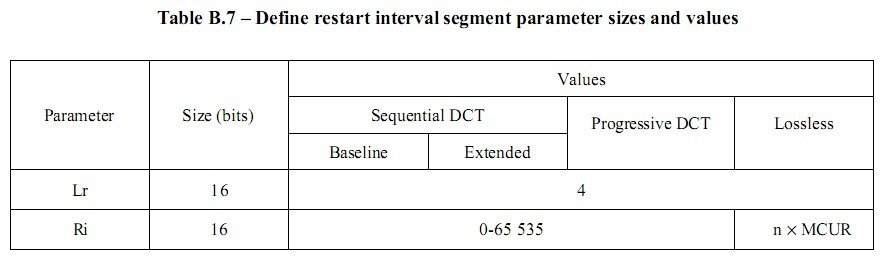 Table B.7 – Define restart interval segment parameter sizes and values
Values
Parameter Size (bits) Sequential DCT Progressive DCT Lossless
Baseline Extended
Lr 16 4
Ri 16 0-65 535 n × MCUR